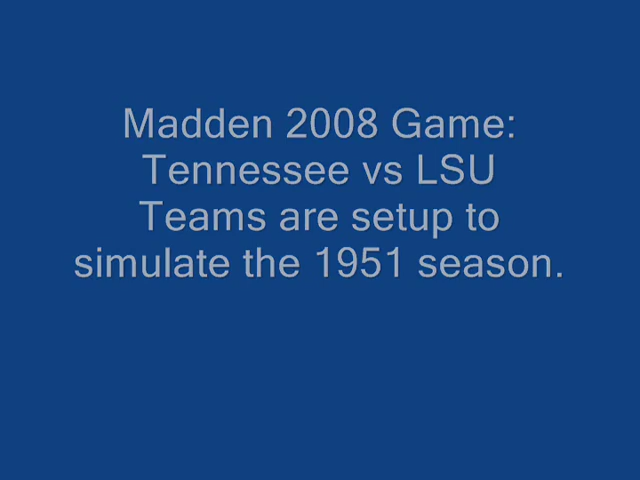 Madden 2008 Game:
Tennessee vs LSU
Teams are setup to
simulate the 1951 season.